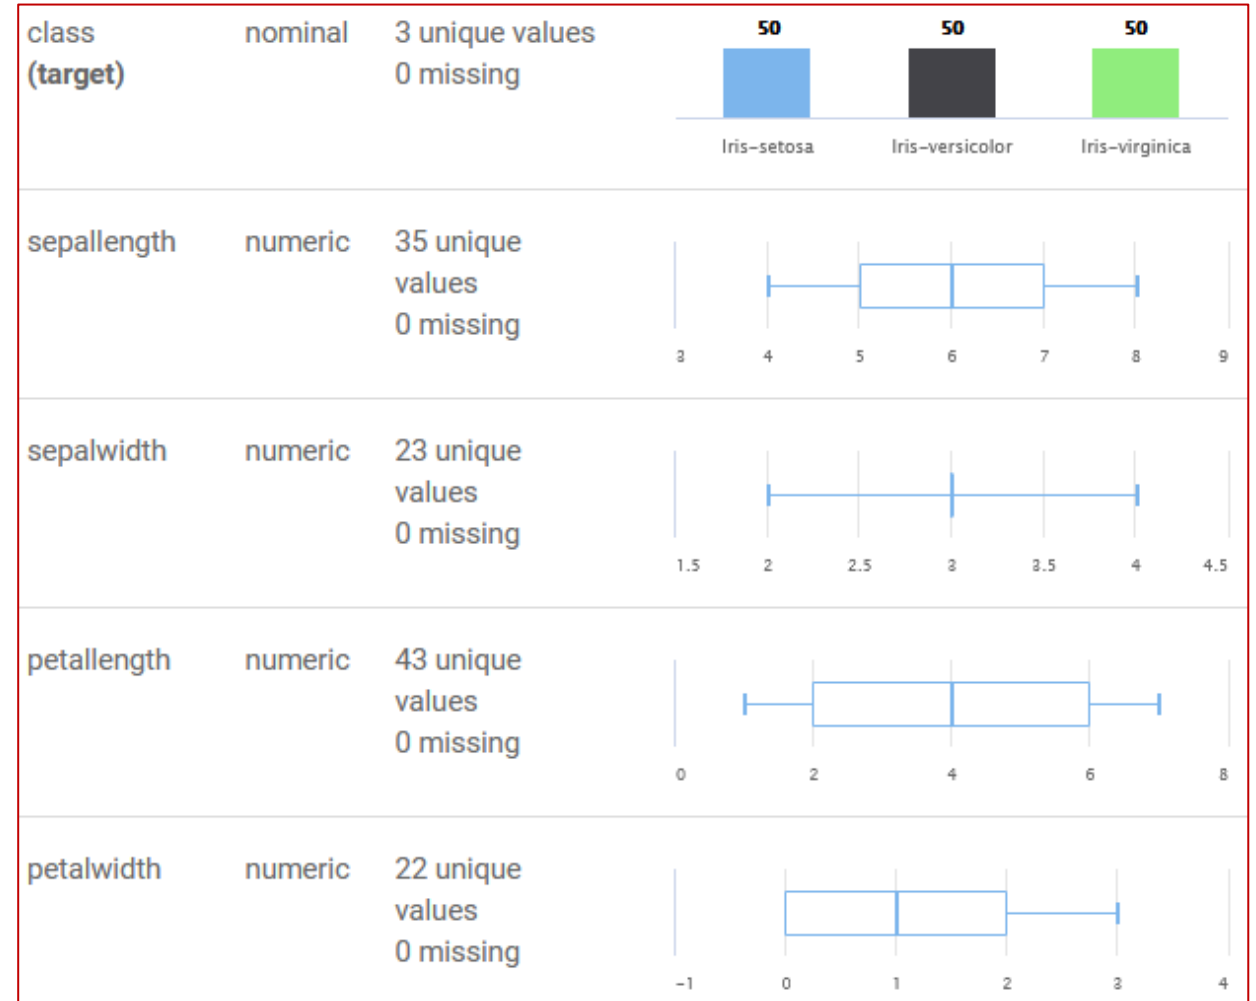 class nominal 3 unique values
(target) 0 missing
50 50 50
Iris-setosa Iris-versicolor Iris-virginica
sepallength numeric 35 unique
values
0 missing
3 4 5 6 7 8 9
sepalwidth numeric 23 unique
values
0 missing
1.5 2 2.5 3 3.5 4 4.5
petallength numeric 43 unique
values
0 missing
0 2 4 6 8
petalwidth numeric 22 unique
values
0 missing
-1 0 1 2 3 4